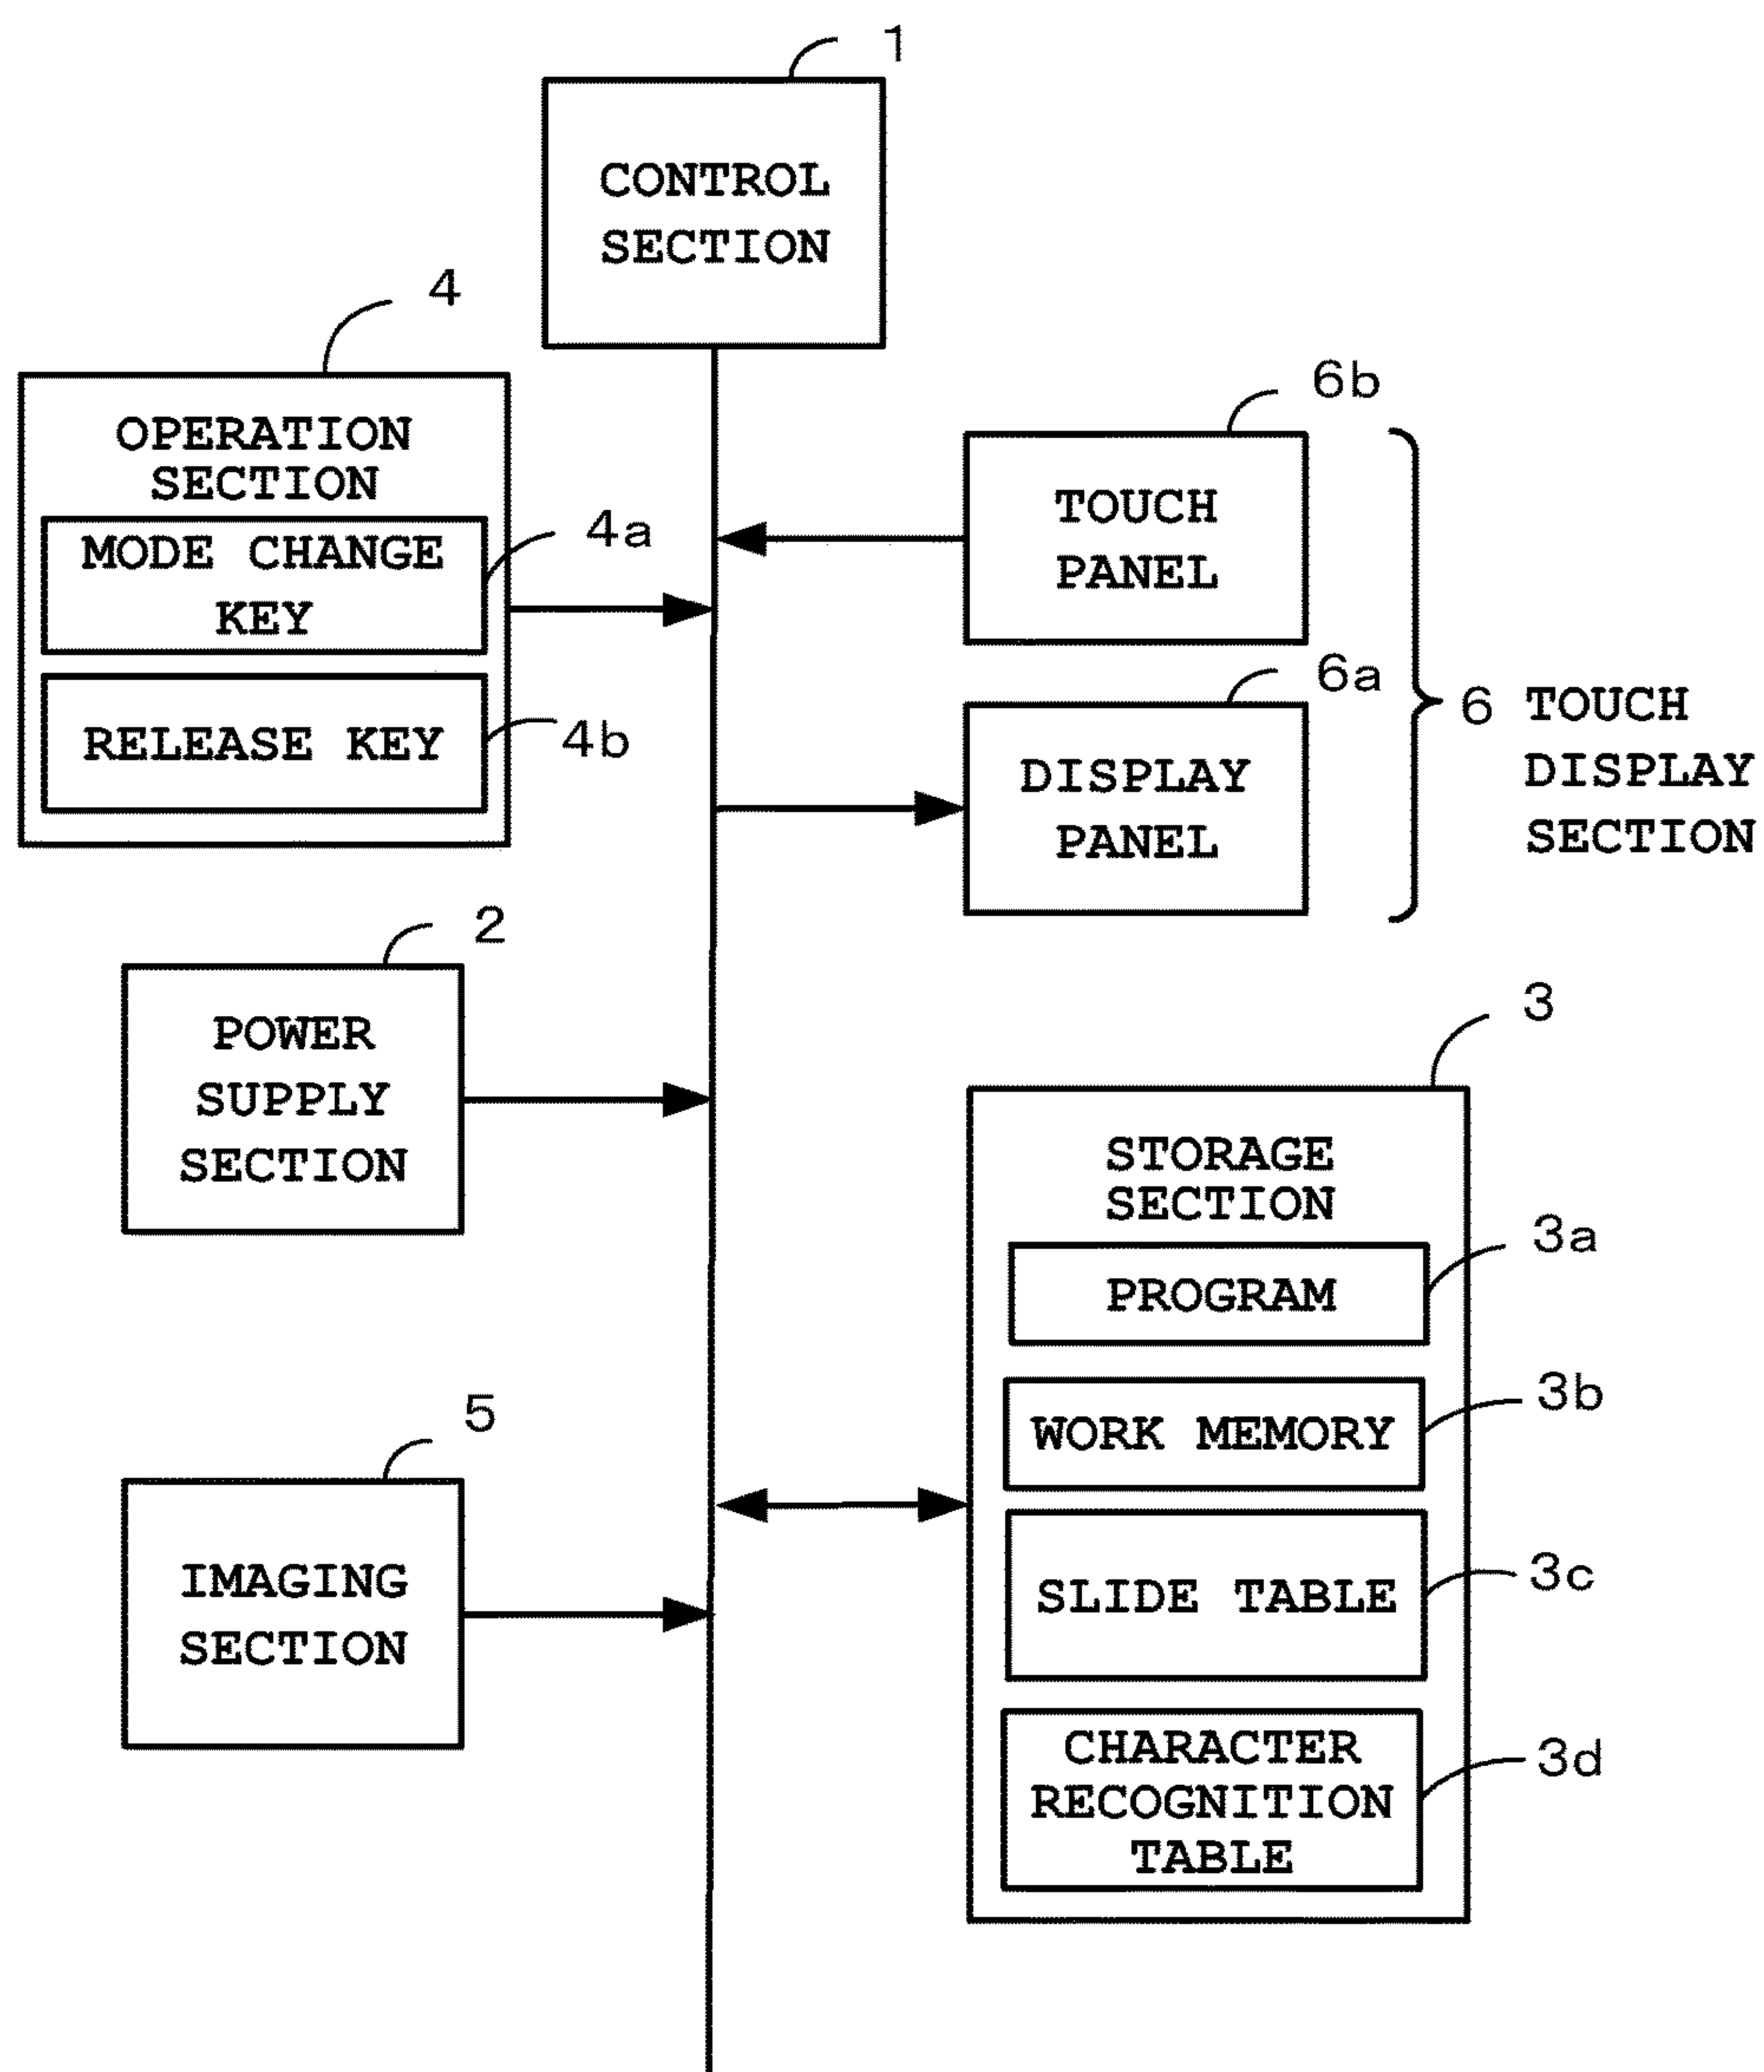 1
CONTROL
SECTION
4
OPERATION
SECTION
MODE CHANGE
KEY
4a
RELEASE KEY
4b
6b
TOUCH
PANEL
6a
DISPLAY
PANEL
6 TOUCH
DISPLAY
SECTION
2
POWER
SUPPLY
SECTION
3
STORAGE
SECTION
3a
PROGRAM
3b
WORK MEMORY
3c
SLIDE TABLE
3d
CHARACTER
RECOGNITION
TABLE
5
IMAGING
SECTION